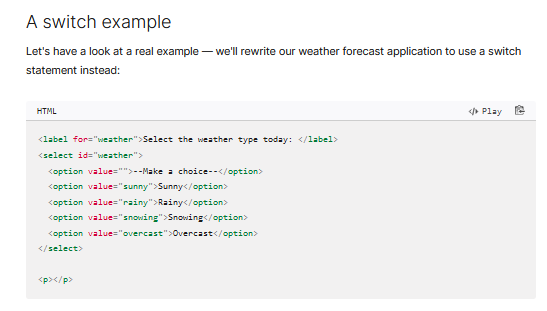 A switch example
Let's have a look at a real example — we'll rewrite our weather forecast application to use a switch
statement instead:
HTML
</> Play
<label for="weather">Select the weather type today: </label>
<select id="weather">
  <option value="">--Make a choice--</option>
  <option value="sunny">Sunny</option>
  <option value="rainy">Rainy</option>
  <option value="snowing">Snowing</option>
  <option value="overcast">Overcast</option>
</select>
<p></p>